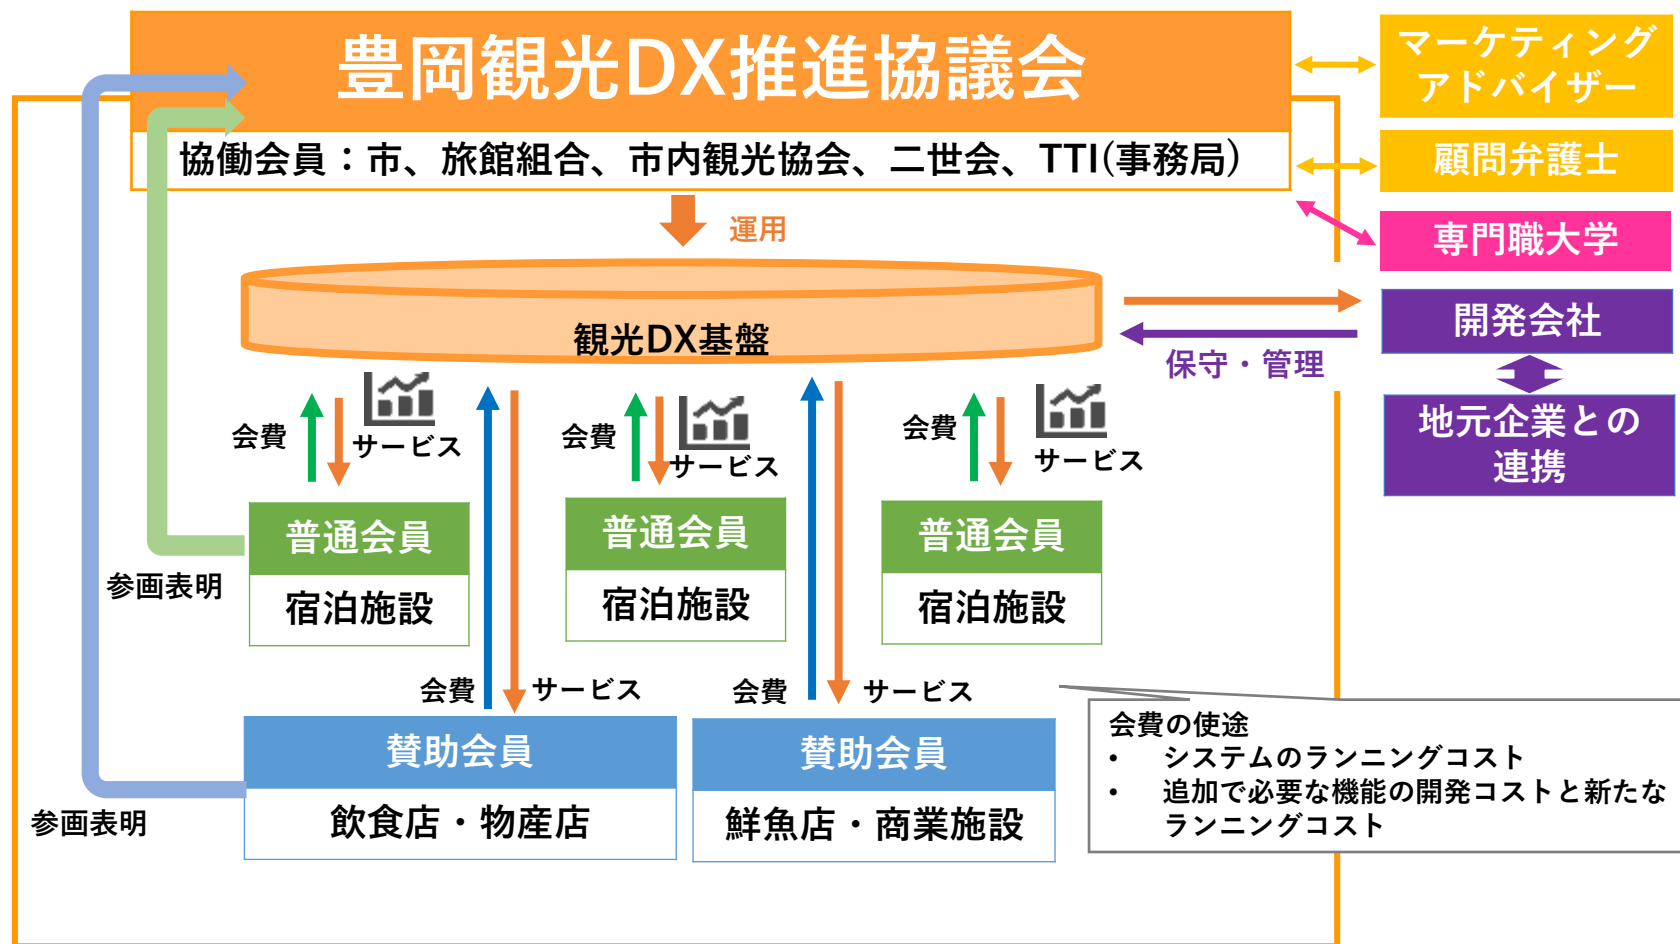 豊岡観光DX推進協議会
協働会員：市、旅館組合、市内観光協会、二世会、TTI(事務局)
マーケティング
アドバイザー
顧問弁護士
専門職大学
運用
観光DX基盤
開発会社
保守・管理
地元企業との
連携
会費
サービス
会費
サービス
会費
サービス
普通会員
宿泊施設
普通会員
宿泊施設
普通会員
宿泊施設
参画表明
会費
サービス
会費
サービス
賛助会員
飲食店・物産店
賛助会員
鮮魚店・商業施設
参画表明
会費の使途
• システムのランニングコスト
• 追加で必要な機能の開発コストと新たな
ランニングコスト